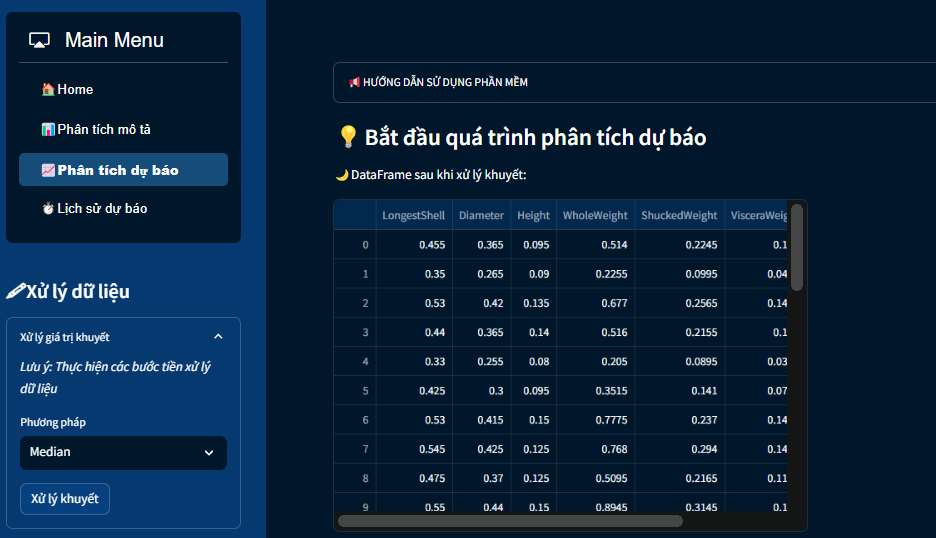 Main Menu
Home
Phân tích mô tả
Phân tích dự báo
Lịch sử dự báo
Xử lý dữ liệu
Xử lý giá trị khuyết
Lưu ý: Thực hiện các bước tiền xử lý
dữ liệu
Phương pháp
Median
Xử lý khuyết
HƯỚNG DẪN SỬ DỤNG PHẦN MỀM
Bắt đầu quá trình phân tích dự báo
DataFrame sau khi xử lý khuyết:
LongestShell Diameter Height WholeWeight ShuckedWeight VisceraWeig
0 0.455 0.365 0.095 0.514 0.2245 0.1
1 0.35 0.265 0.09 0.2255 0.0995 0.04
2 0.53 0.42 0.135 0.677 0.2565 0.14
3 0.44 0.365 0.14 0.516 0.2155 0.1
4 0.33 0.255 0.08 0.205 0.0895 0.03
5 0.425 0.3 0.095 0.3515 0.141 0.07
6 0.53 0.415 0.15 0.7775 0.237 0.14
7 0.545 0.425 0.125 0.768 0.294 0.14
8 0.475 0.37 0.125 0.5095 0.2165 0.11
9 0.55 0.44 0.15 0.8945 0.3145 0.1